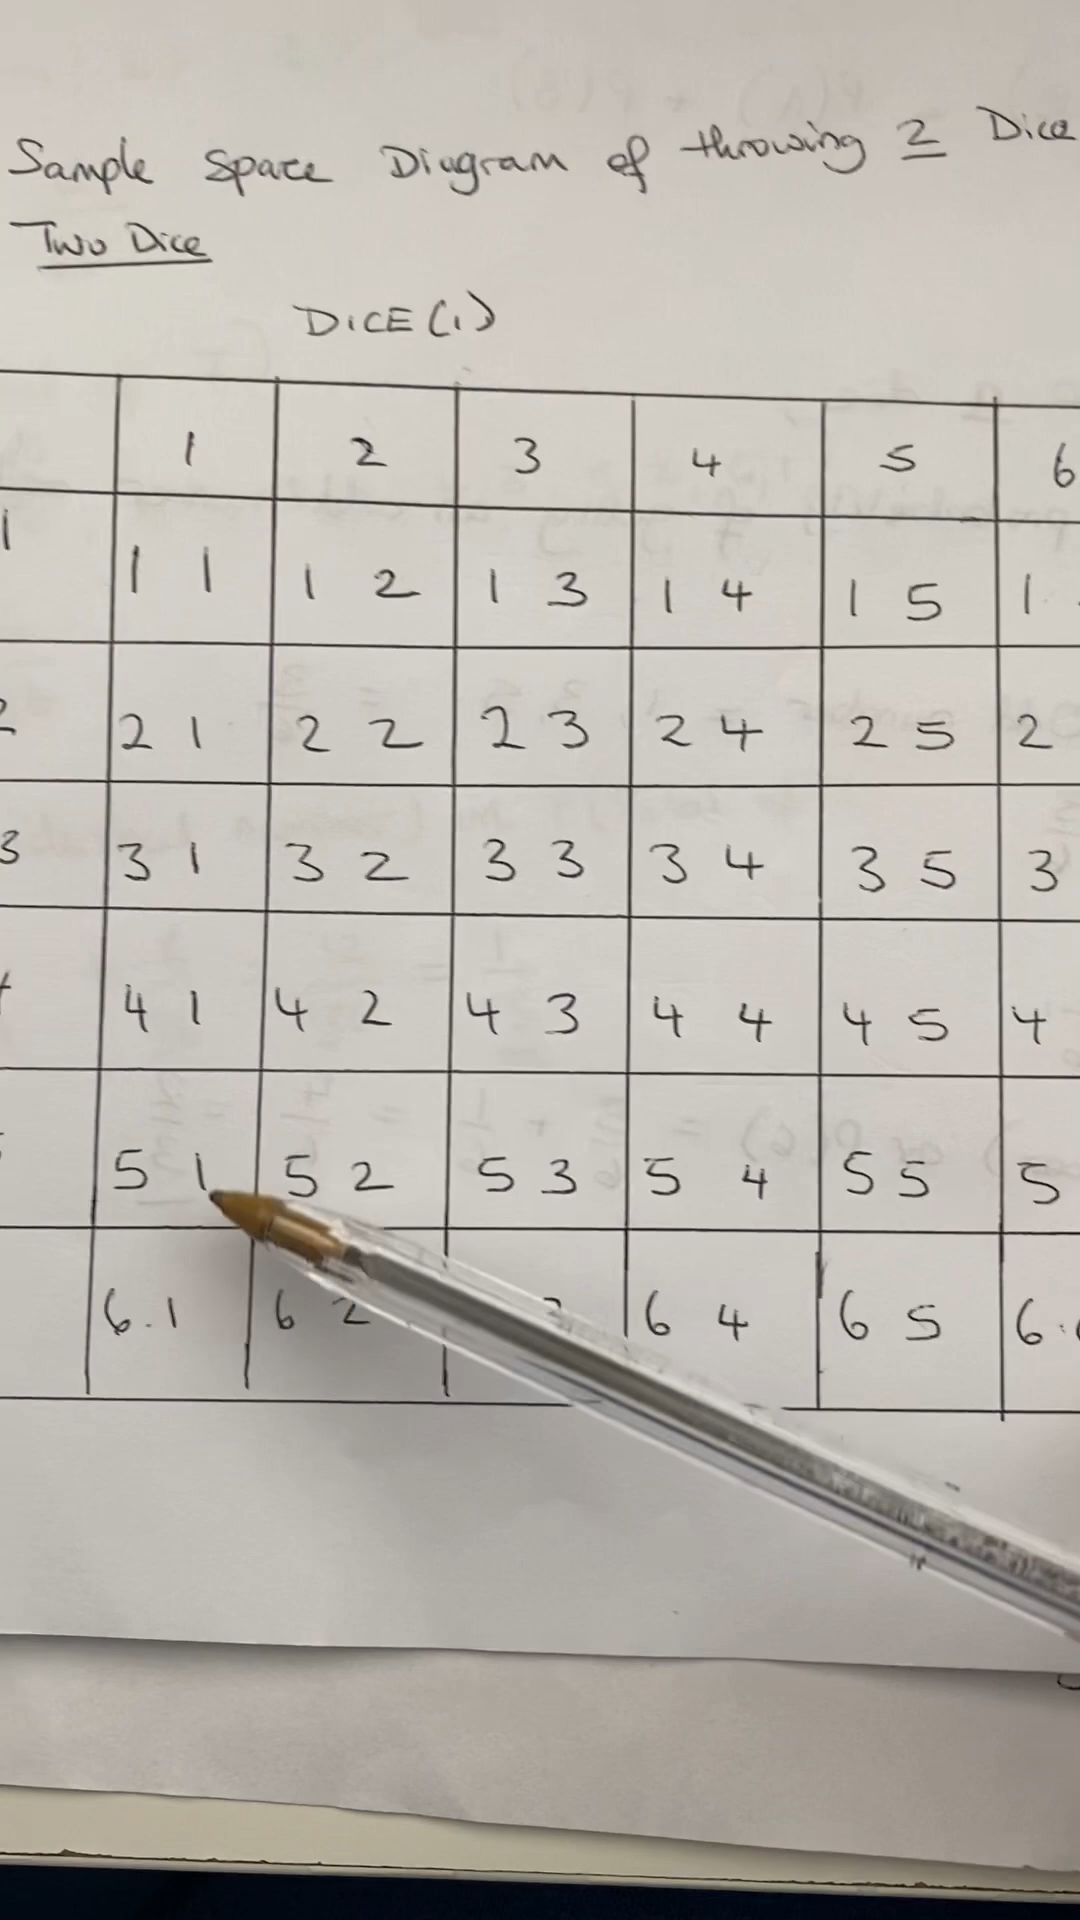 Sample Space Diagram of throwing 2 Dice
Two Dice
DICE (1)
1 2 3 4 5 6
1 1 1 1 2 1 3 1 4 1 5 1
2 2 1 2 2 2 3 2 4 2 5 2
3 3 1 3 2 3 3 3 4 3 5 3
4 1 4 2 4 3 4 4 4 5 4
5 1 5 2 5 3 5 4 5 5 5
6.1 6 2 6 4 6 5 6.